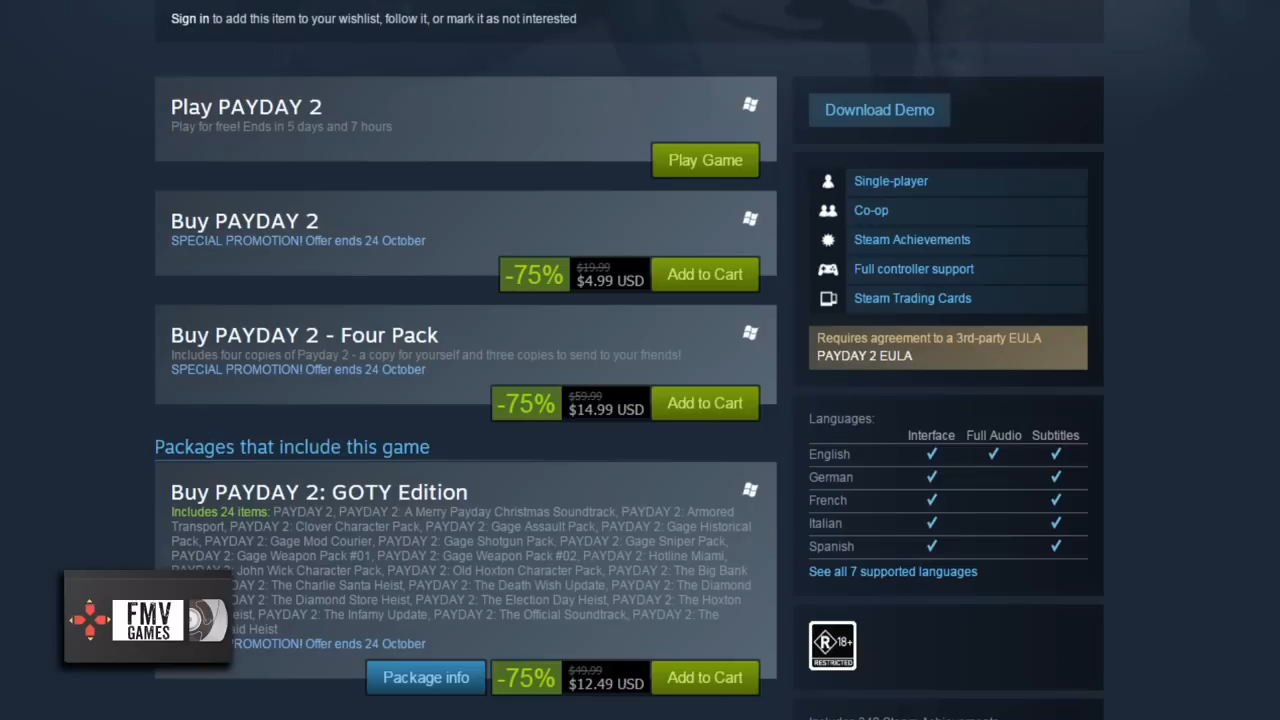 Sign in to add this item to your wishlist, follow it, or mark it as not interested
Play PAYDAY 2
Play for free! Ends in 5 days and 7 hours
Play Game
Buy PAYDAY 2
SPECIAL PROMOTION! Offer ends 24 October
-75%
$19.99
$4.99 USD
Add to Cart
Buy PAYDAY 2 - Four Pack
Includes four copies of Payday 2 - a copy for yourself and three copies to send to your friends!
SPECIAL PROMOTION! Offer ends 24 October
-75%
$59.99
$14.99 USD
Add to Cart
Packages that include this game
Buy PAYDAY 2: GOTY Edition
Includes 24 items: PAYDAY 2, PAYDAY 2: A Merry Payday Christmas Soundtrack, PAYDAY 2: Armored
Transport, PAYDAY 2: Clover Character Pack, PAYDAY 2: Gage Assault Pack, PAYDAY 2: Gage Historical
Pack, PAYDAY 2: Gage Mod Courier, PAYDAY 2: Gage Shotgun Pack, PAYDAY 2: Gage Sniper Pack,
PAYDAY 2: Gage Weapon Pack #01, PAYDAY 2: Gage Weapon Pack #02, PAYDAY 2: Hotline Miami,
PAYDAY 2: John Wick Character Pack, PAYDAY 2: Old Hoxton Character Pack, PAYDAY 2: The Big Bank
2: The Charlie Santa Heist, PAYDAY 2: The Death Wish Update, PAYDAY 2: The Diamond
2: The Diamond Store Heist, PAYDAY 2: The Election Day Heist, PAYDAY 2: The Hoxton
PAYDAY 2: The Infamy Update, PAYDAY 2: The Official Soundtrack, PAYDAY 2: The
Heist
PROMOTION! Offer ends 24 October
Package info
-75%
$49.99
$12.49 USD
Add to Cart
FMV
GAMES
Download Demo
Single-player
Co-op
Steam Achievements
Full controller support
Steam Trading Cards
Requires agreement to a 3rd-party EULA
PAYDAY 2 EULA
Languages:
Interface Full Audio Subtitles
English
German
French
Italian
Spanish
See all 7 supported languages
R 18+
RESTRICTED